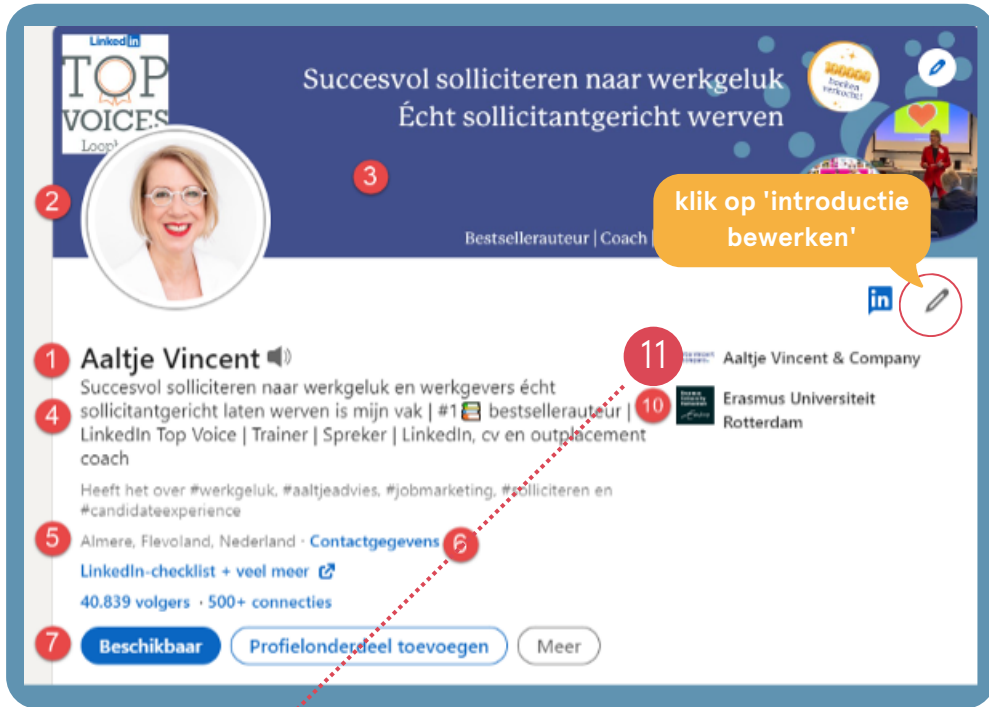 Linked in
TOP
VOICES
Succesvol solliciteren naar werkgeluk
Écht sollicitantgericht werven
boeken
verkocht!
3
2
klik op 'introductie
bewerken'
Bestsellerauteur | Coach |
in
1 Aaltje Vincent
11 Aaltje Vincent & Company
Succesvol solliciteren naar werkgeluk en werkgevers écht
4 sollicitantgericht laten werven is mijn vak | #1 bestsellerauteur |
LinkedIn Top Voice | Trainer | Spreker | LinkedIn, cv en outplacement
coach
10 Erasmus Universiteit
Rotterdam
Heeft het over #werkgeluk, #aaltjeadvies, #jobmarketing, #solliciteren en
#candidateexperience
5 Almere, Flevoland, Nederland · Contactgegevens 6
LinkedIn-checklist + veel meer
40.839 volgers · 500+ connecties
7 Beschikbaar Profielonderdeel toevoegen Meer